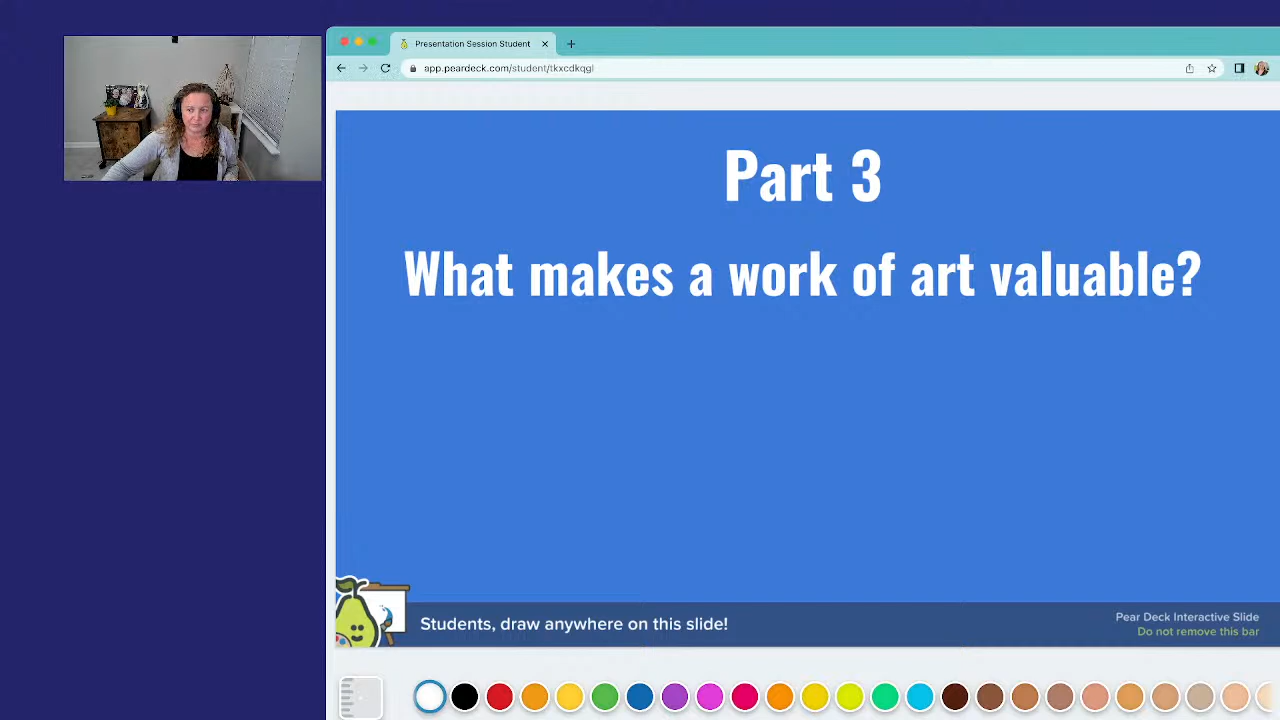 Presentation Session Student
app.peardeck.com/student/tkxcdkqgl
Part 3
What makes a work of art valuable?
Students, draw anywhere on this slide!
Pear Deck Interactive Slide
Do not remove this bar